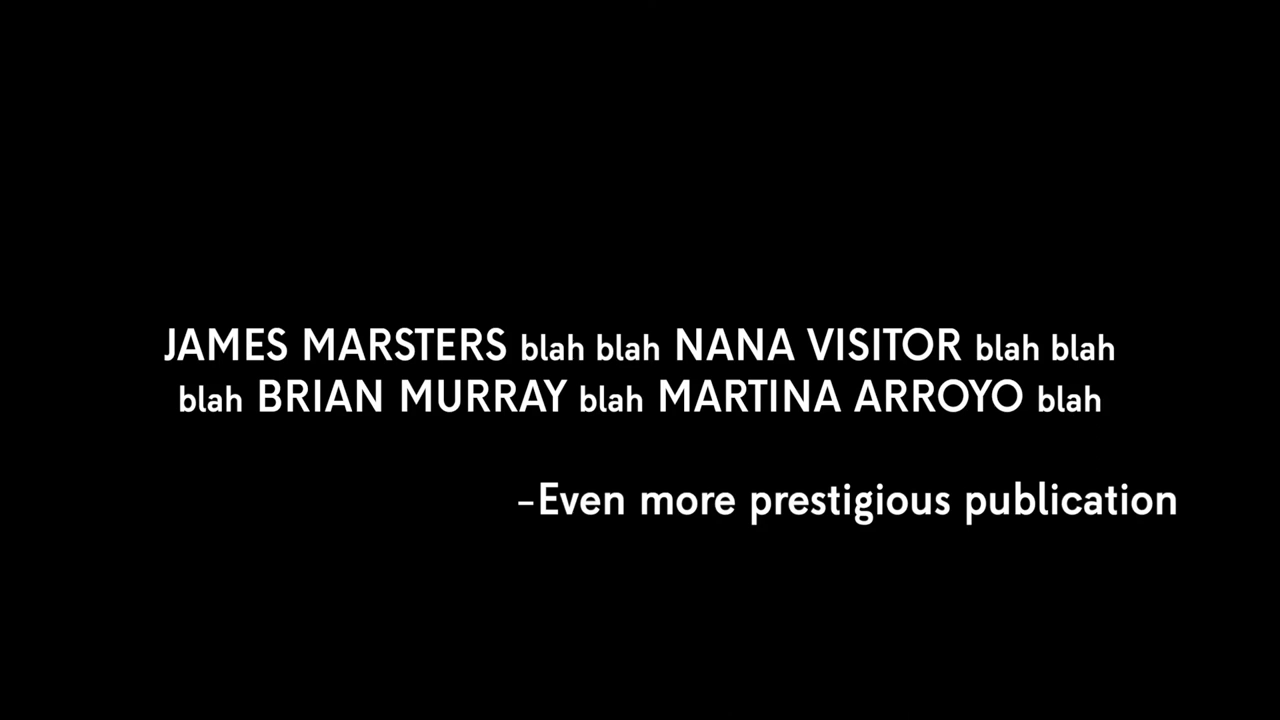 JAMES MARSTERS blah blah NANA VISITOR blah blah
blah BRIAN MURRAY blah MARTINA ARROYO blah
–Even more prestigious publication